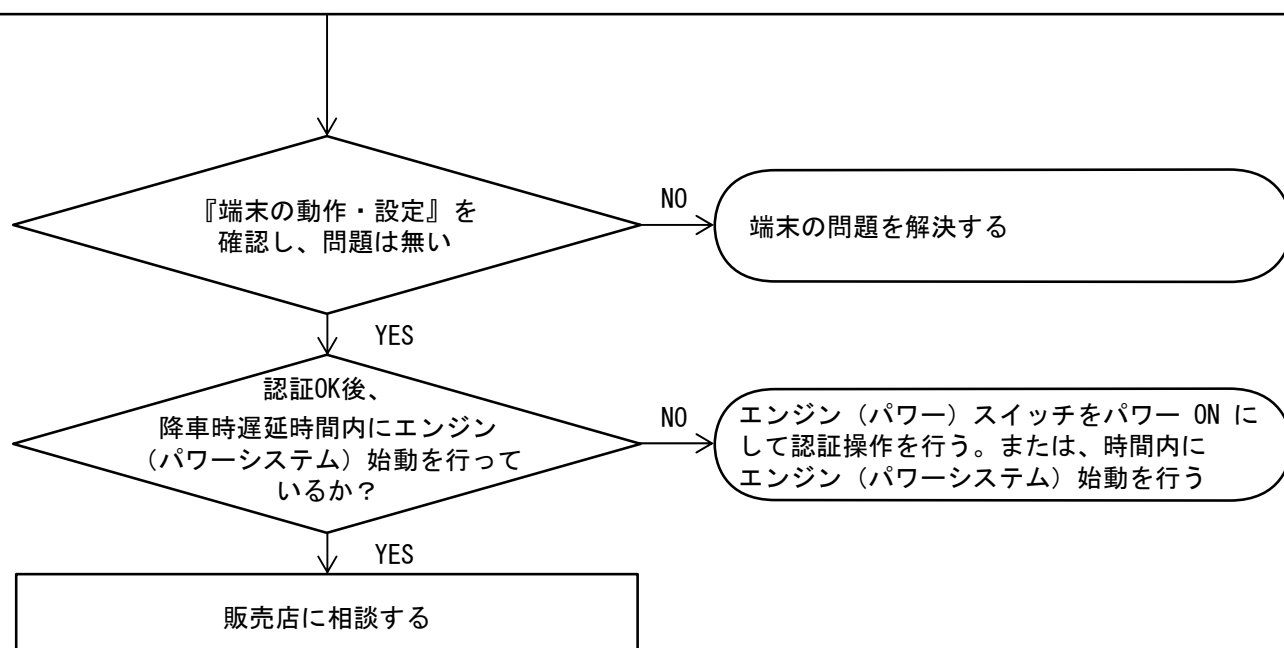 『端末の動作・設定』を
確認し、問題は無い
NO
端末の問題を解決する
YES
認証OK後、
降車時遅延時間内にエンジン
（パワーシステム）始動を行って
いるか？
NO
エンジン（パワー）スイッチをパワー ON に
して認証操作を行う。または、時間内に
エンジン（パワーシステム）始動を行う
YES
販売店に相談する